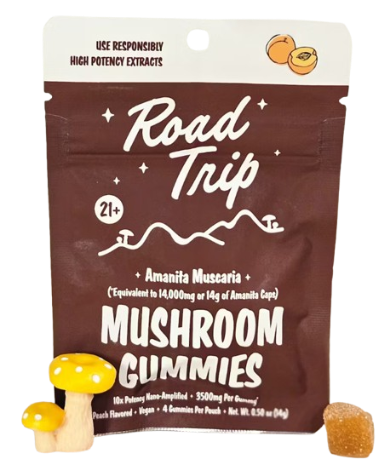 USE RESPONSIBLY
HIGH POTENCY EXTRACTS
Road
Trip
21+
Amanita Muscaria
(*Equivalent to 14,000mg or 14g of Amanita Caps)
MUSHROOM
GUMMIES
10x Potency Nano-Amplified • 3500mg Per Gummy*
Peach Flavored • Vegan • 4 Gummies Per Pouch • Net Wt. 0.50 oz (14g)